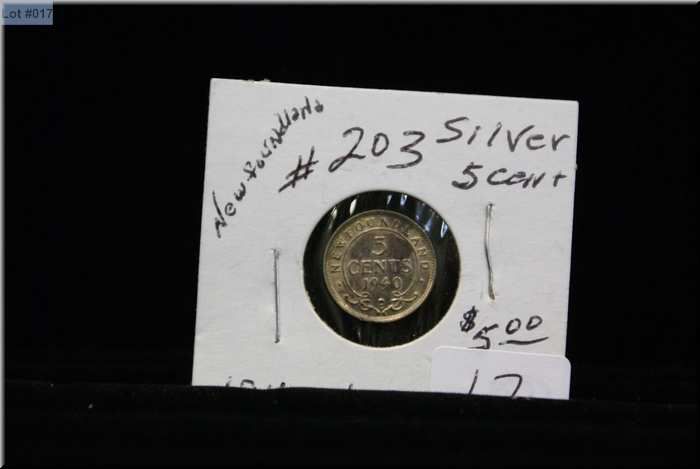 Lot #017
Newfoundland
# 203 Silver
5 cent
NEWFOUNDLAND
5
CENTS
1940
$5.00
17